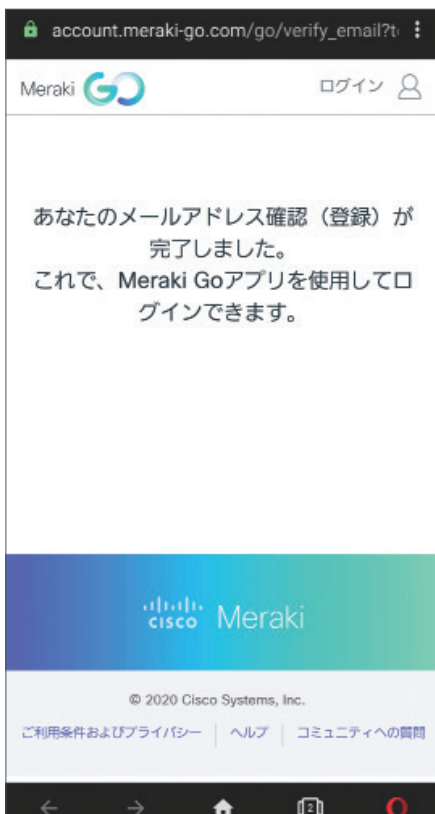 account.meraki-go.com/go/verify_email?t
Meraki GO ログイン
あなたのメールアドレス確認（登録）が
完了しました。
これで、Meraki Goアプリを使用してロ
グインできます。
cisco Meraki
© 2020 Cisco Systems, Inc.
ご利用条件およびプライバシー | ヘルプ | コミュニティへの質問
2